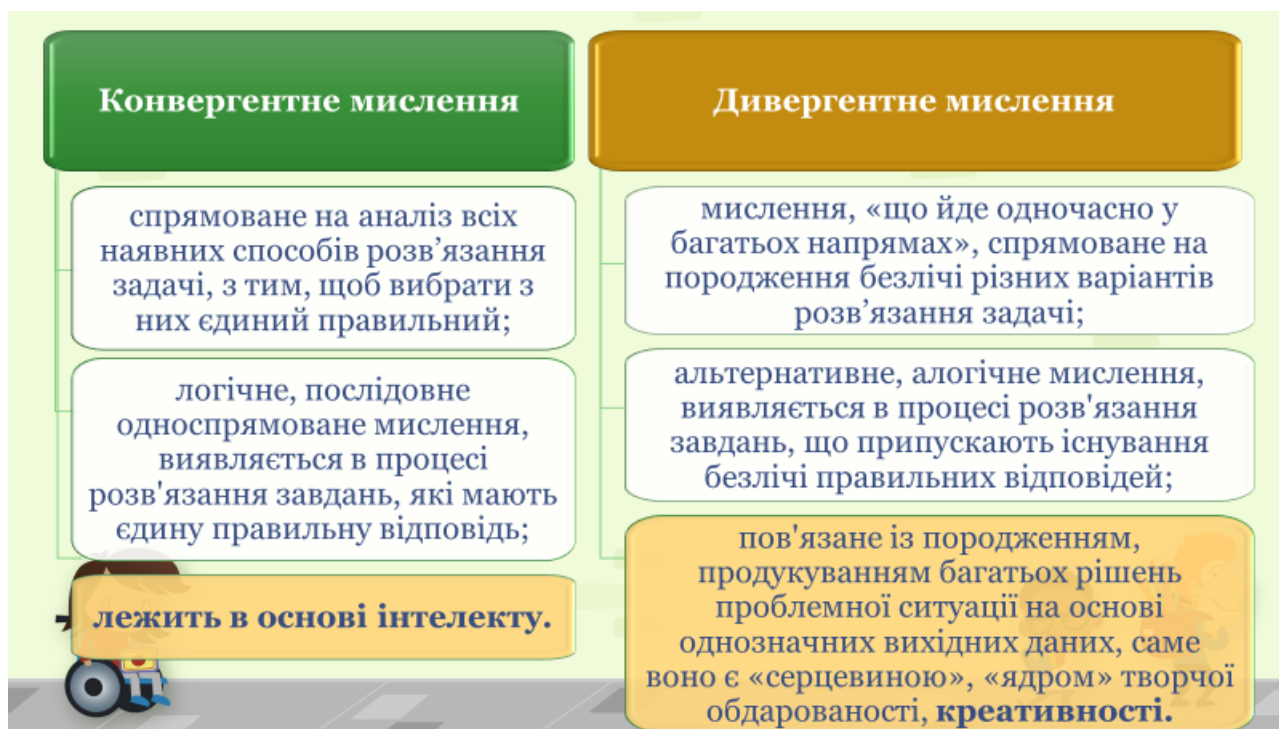 Конвергентне мислення
спрямоване на аналіз всіх
наявних способів розв’язання
задачі, з тим, щоб вибрати з
них єдиний правильний;
логічне, послідовне
односпрямоване мислення,
виявляється в процесі
розв'язання завдань, які мають
єдину правильну відповідь;
лежить в основі інтелекту.
Дивергентне мислення
мислення, «що йде одночасно у
багатьох напрямах», спрямоване на
породження безлічі різних варіантів
розв’язання задачі;
альтернативне, алогічне мислення,
виявляється в процесі розв'язання
завдань, що припускають існування
безлічі правильних відповідей;
пов'язане із породженням,
продукуванням багатьох рішень
проблемної ситуації на основі
однозначних вихідних даних, саме
воно є «серцевиною», «ядром» творчої
обдарованості, креативності.